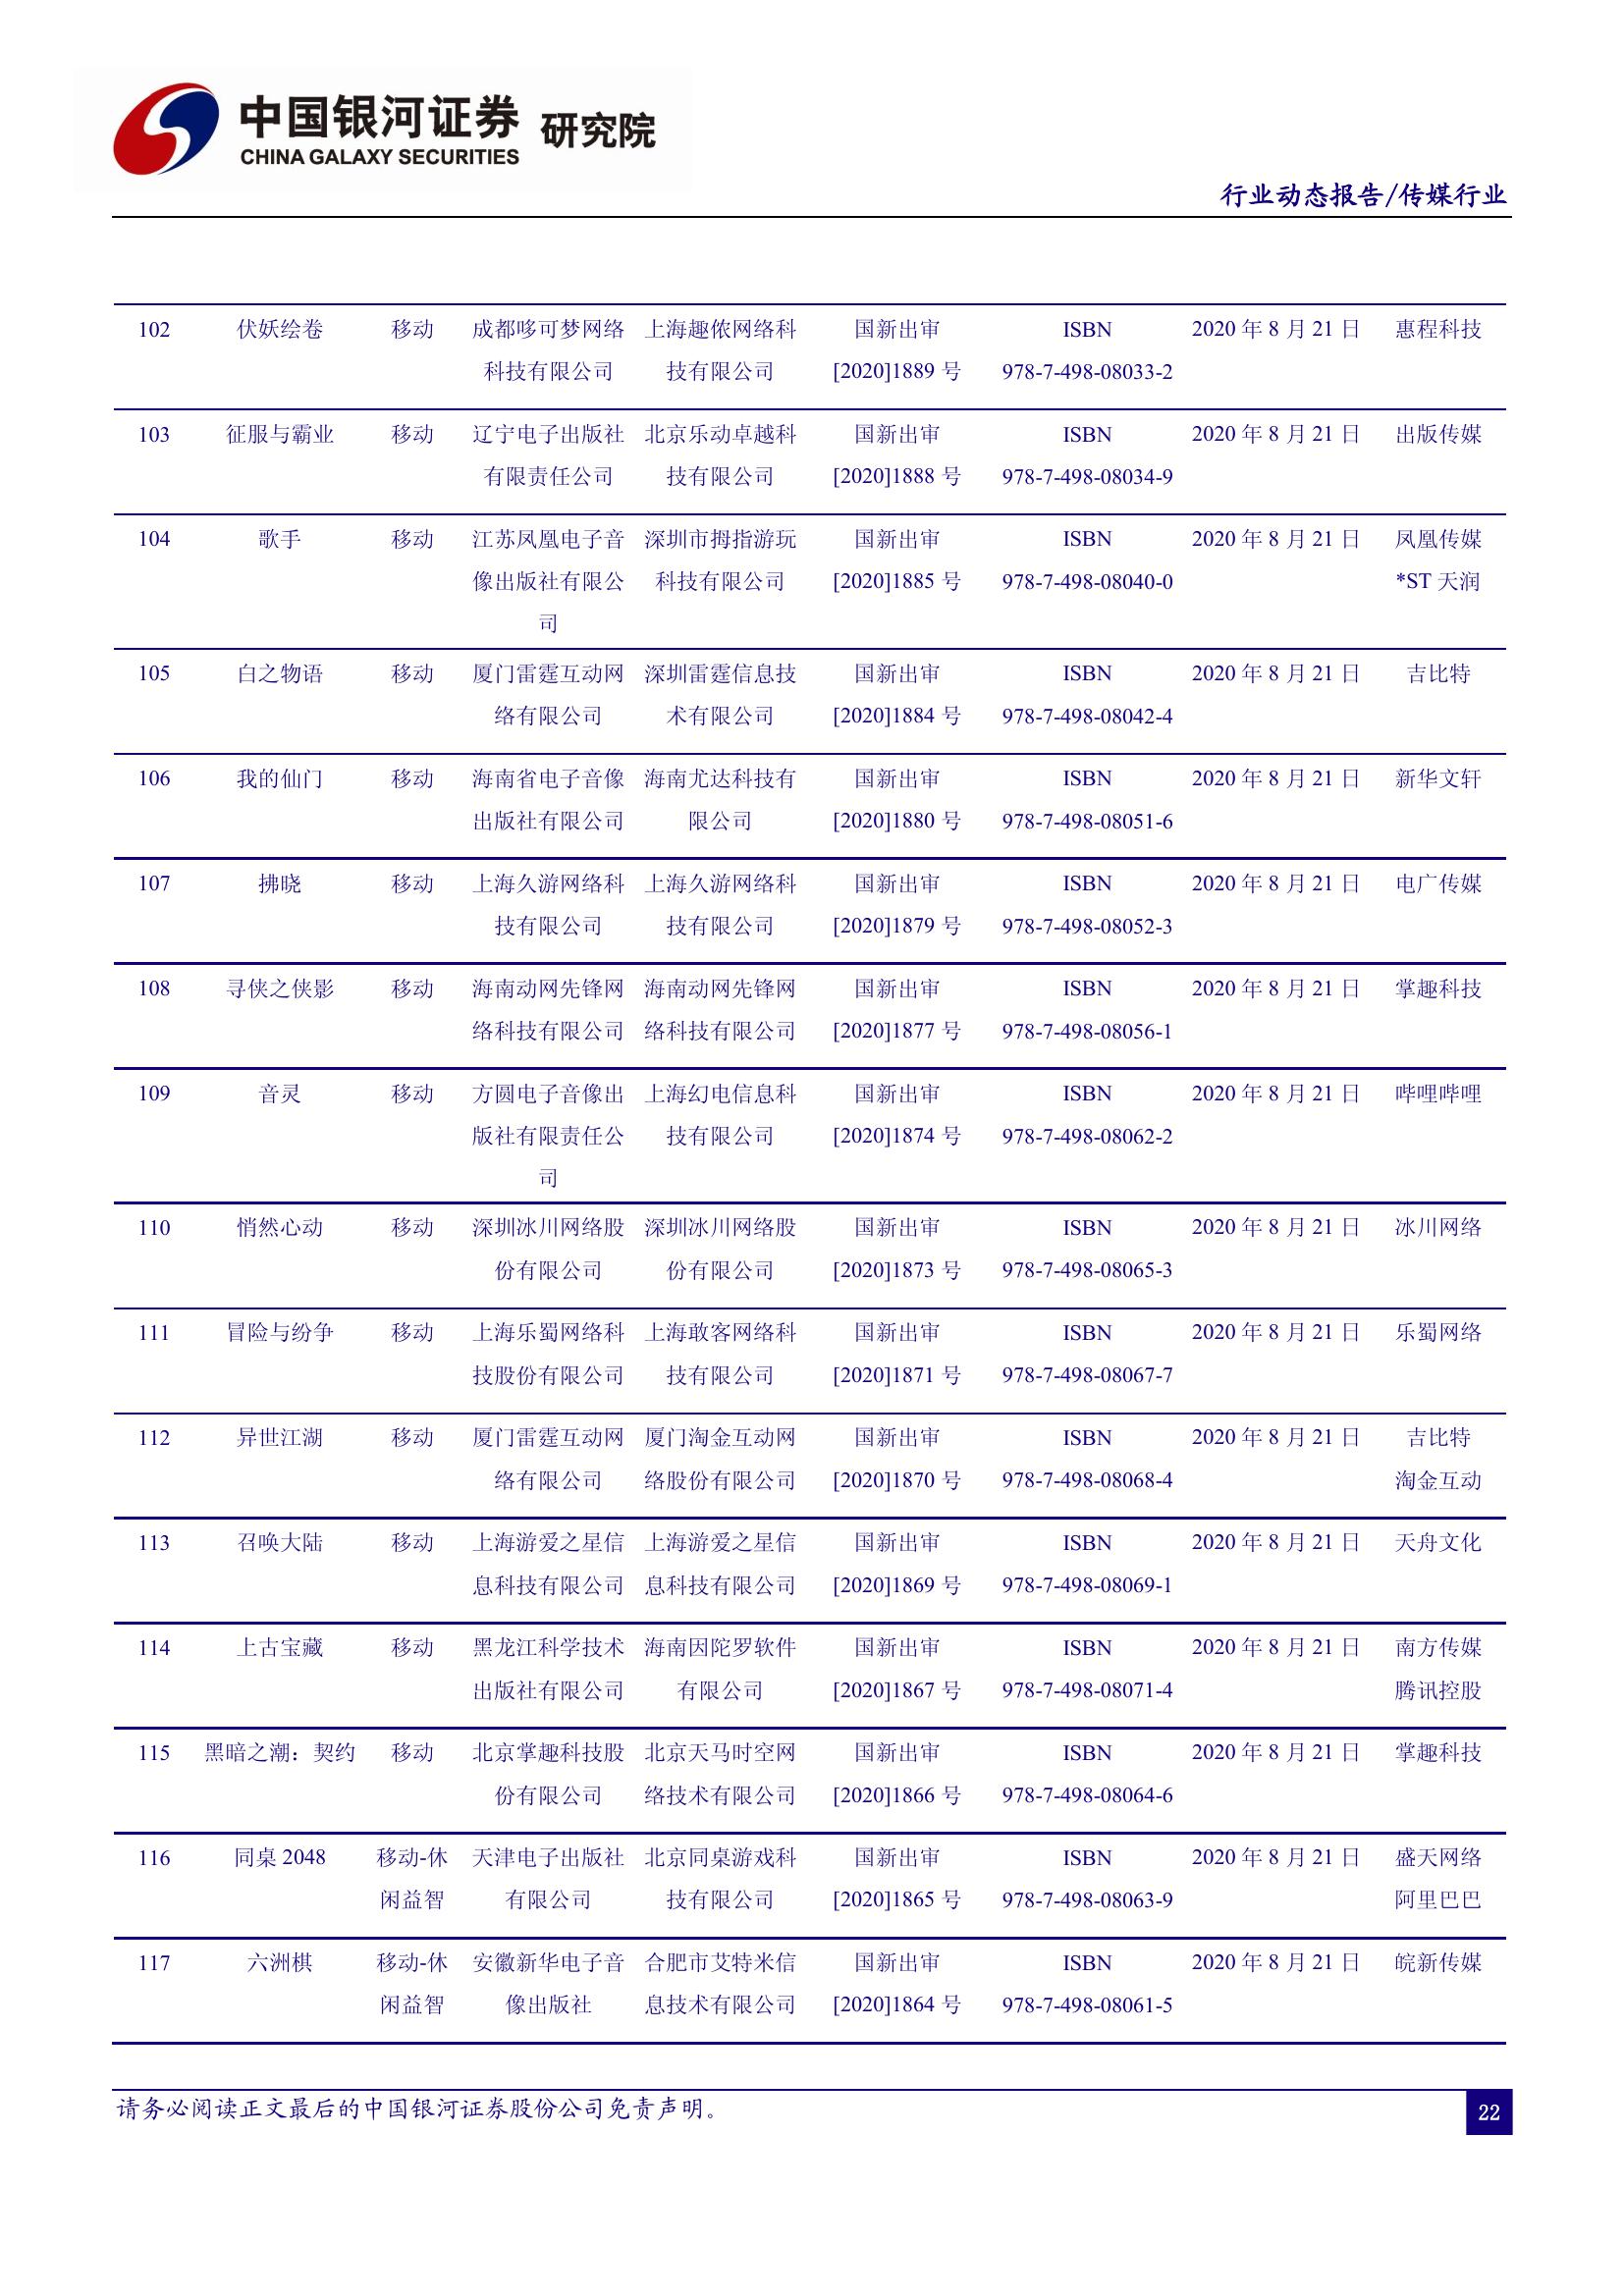 中国银河证券 研究院
CHINA GALAXY SECURITIES
行业动态报告/传媒行业
102 伏妖绘卷 移动 成都哆可梦网络 上海趣侬网络科 国新出审 ISBN 2020 年 8 月 21 日 惠程科技
科技有限公司 技有限公司 [2020]1889 号 978-7-498-08033-2
103 征服与霸业 移动 辽宁电子出版社 北京乐动卓越科 国新出审 ISBN 2020 年 8 月 21 日 出版传媒
有限责任公司 技有限公司 [2020]1888 号 978-7-498-08034-9
104 歌手 移动 江苏凤凰电子音 深圳市拇指游玩 国新出审 ISBN 2020 年 8 月 21 日 凤凰传媒
像出版社有限公 科技有限公司 [2020]1885 号 978-7-498-08040-0 *ST 天润
司
105 白之物语 移动 厦门雷霆互动网 深圳雷霆信息技 国新出审 ISBN 2020 年 8 月 21 日 吉比特
络有限公司 术有限公司 [2020]1884 号 978-7-498-08042-4
106 我的仙门 移动 海南省电子音像 海南尤达科技有 国新出审 ISBN 2020 年 8 月 21 日 新华文轩
出版社有限公司 限公司 [2020]1880 号 978-7-498-08051-6
107 拂晓 移动 上海久游网络科 上海久游网络科 国新出审 ISBN 2020 年 8 月 21 日 电广传媒
技有限公司 技有限公司 [2020]1879 号 978-7-498-08052-3
108 寻侠之侠影 移动 海南动网先锋网 海南动网先锋网 国新出审 ISBN 2020 年 8 月 21 日 掌趣科技
络科技有限公司 络科技有限公司 [2020]1877 号 978-7-498-08056-1
109 音灵 移动 方圆电子音像出 上海幻电信息科 国新出审 ISBN 2020 年 8 月 21 日 哔哩哔哩
版社有限责任公 技有限公司 [2020]1874 号 978-7-498-08062-2
司
110 悄然心动 移动 深圳冰川网络股 深圳冰川网络股 国新出审 ISBN 2020 年 8 月 21 日 冰川网络
份有限公司 份有限公司 [2020]1873 号 978-7-498-08065-3
111 冒险与纷争 移动 上海乐蜀网络科 上海敢客网络科 国新出审 ISBN 2020 年 8 月 21 日 乐蜀网络
技股份有限公司 技有限公司 [2020]1871 号 978-7-498-08067-7
112 异世江湖 移动 厦门雷霆互动网 厦门淘金互动网 国新出审 ISBN 2020 年 8 月 21 日 吉比特
络有限公司 络股份有限公司 [2020]1870 号 978-7-498-08068-4 淘金互动
113 召唤大陆 移动 上海游爱之星信 上海游爱之星信 国新出审 ISBN 2020 年 8 月 21 日 天舟文化
息科技有限公司 息科技有限公司 [2020]1869 号 978-7-498-08069-1
114 上古宝藏 移动 黑龙江科学技术 海南因陀罗软件 国新出审 ISBN 2020 年 8 月 21 日 南方传媒
出版社有限公司 有限公司 [2020]1867 号 978-7-498-08071-4 腾讯控股
115 黑暗之潮：契约 移动 北京掌趣科技股 北京天马时空网 国新出审 ISBN 2020 年 8 月 21 日 掌趣科技
份有限公司 络技术有限公司 [2020]1866 号 978-7-498-08064-6
116 同桌 2048 移动-休 天津电子出版社 北京同桌游戏科 国新出审 ISBN 2020 年 8 月 21 日 盛天网络
闲益智 有限公司 技有限公司 [2020]1865 号 978-7-498-08063-9 阿里巴巴
117 六洲棋 移动-休 安徽新华电子音 合肥市艾特米信 国新出审 ISBN 2020 年 8 月 21 日 皖新传媒
闲益智 像出版社 息技术有限公司 [2020]1864 号 978-7-498-08061-5
请务必阅读正文最后的中国银河证券股份公司免责声明。
22